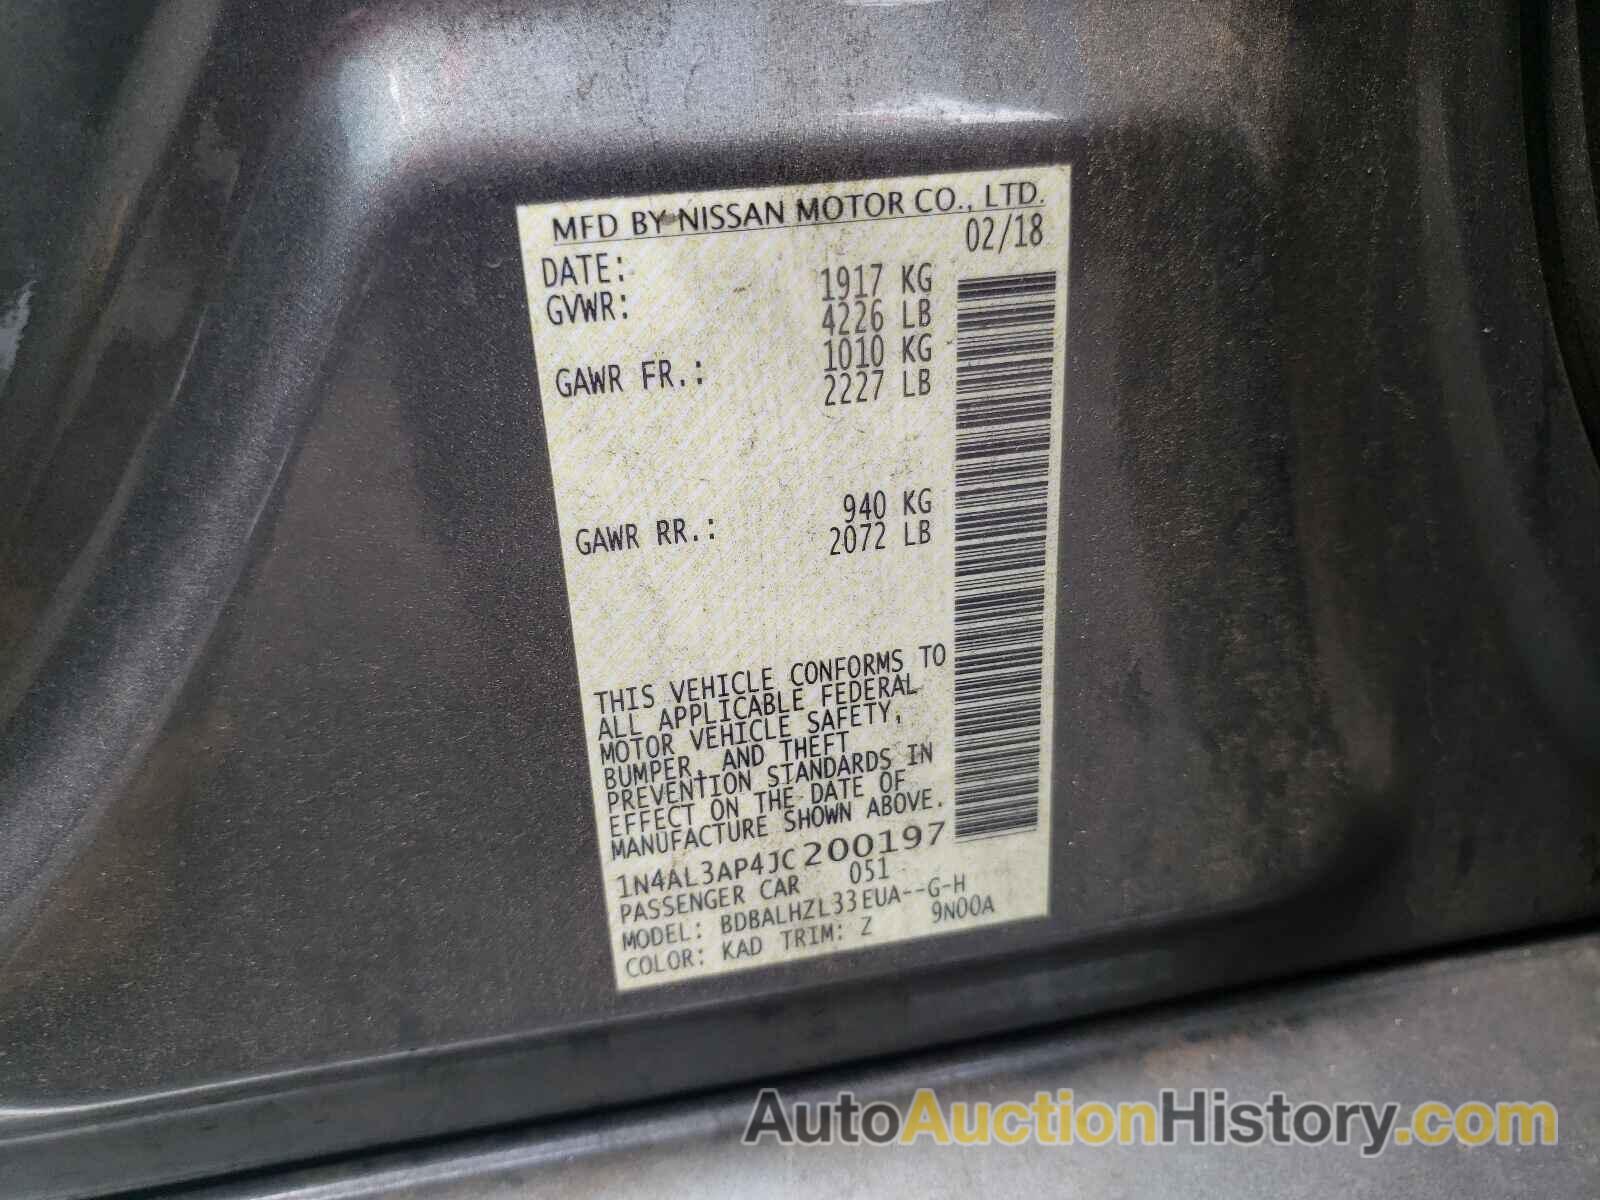 MFD BY NISSAN MOTOR CO., LTD.
DATE: 02/18
GVWR: 1917 KG
4226 LB
GAWR FR.: 1010 KG
2227 LB
GAWR RR.: 940 KG
2072 LB
THIS VEHICLE CONFORMS TO
ALL APPLICABLE FEDERAL
MOTOR VEHICLE SAFETY,
BUMPER, AND THEFT
PREVENTION STANDARDS IN
EFFECT ON THE DATE OF
MANUFACTURE SHOWN ABOVE.
1N4AL3AP4JC200197
PASSENGER CAR 051
MODEL: BDBALHZL33EUA--G-H
COLOR: KAD TRIM: Z 9N00A
AutoAuctionHistory.com